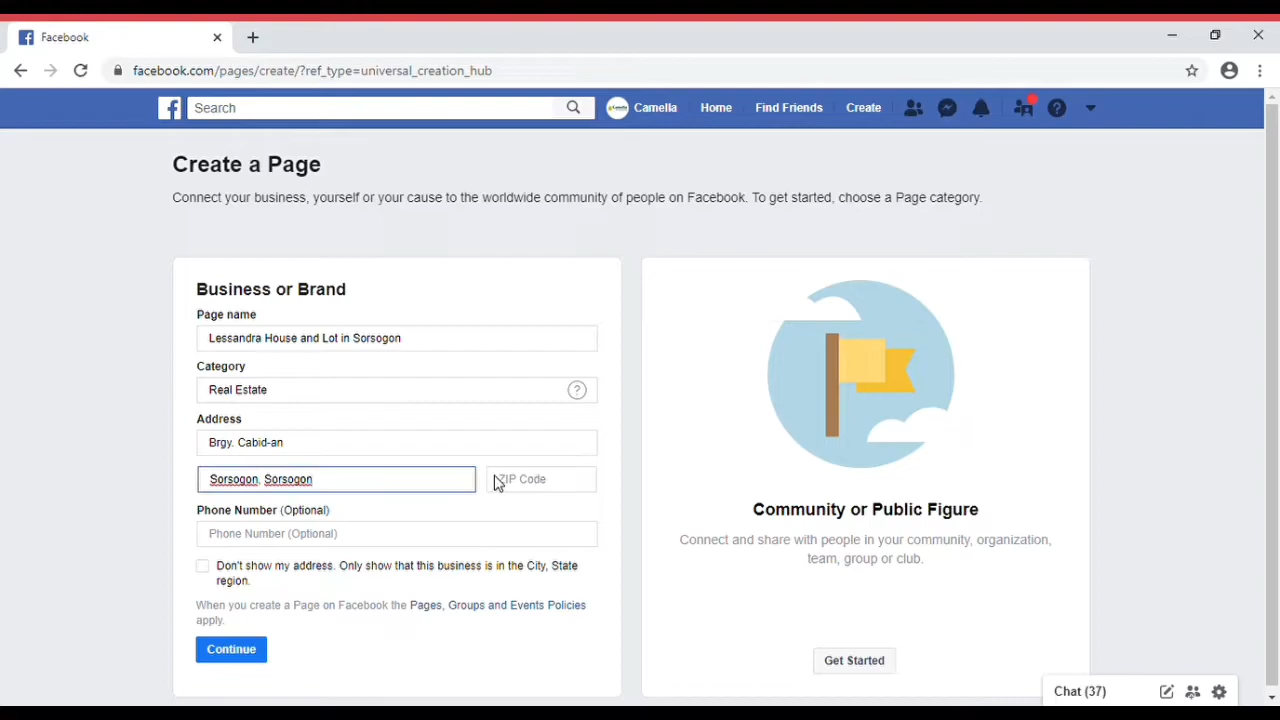 Facebook
facebook.com/pages/create/?ref_type=universal_creation_hub
Search
Camella
Home
Find Friends
Create
Create a Page
Connect your business, yourself or your cause to the worldwide community of people on Facebook. To get started, choose a Page category.
Business or Brand
Page name
Lessandra House and Lot in Sorsogon
Category
Real Estate
Address
Brgy. Cabid-an
Sorsogon, Sorsogon
ZIP Code
Phone Number (Optional)
Phone Number (Optional)
Don't show my address. Only show that this business is in the City, State
region.
When you create a Page on Facebook the Pages, Groups and Events Policies
apply.
Continue
Community or Public Figure
Connect and share with people in your community, organization,
team, group or club.
Get Started
Chat (37)